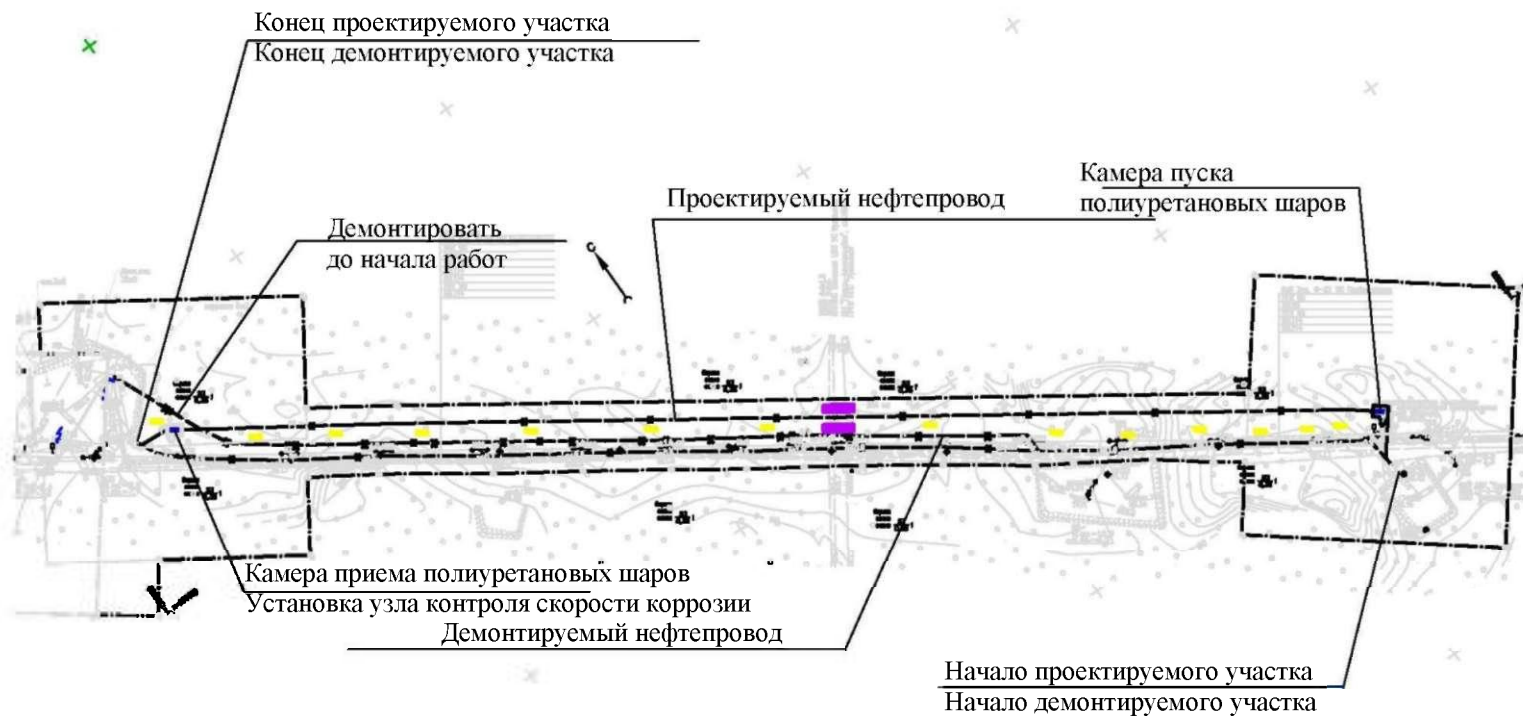 Конец проектируемого участка
Конец демонтируемого участка
Камера пуска
полиуретановых шаров
Проектируемый нефтепровод
Демонтировать
до начала работ
С
Камера приема полиуретановых шаров
Установка узла контроля скорости коррозии
Демонтируемый нефтепровод
Начало проектируемого участка
Начало демонтируемого участка